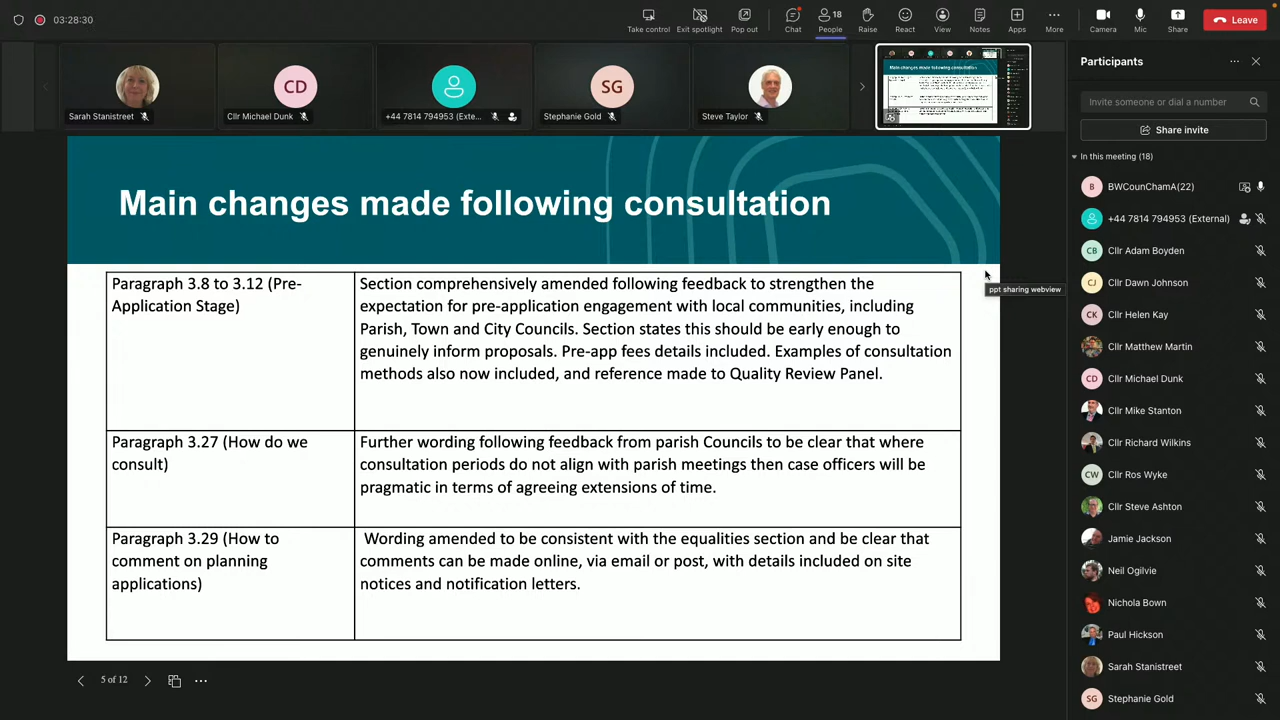 03:28:30
Take control
Exit spotlight
Pop out
Chat
18
People
Raise
React
View
Notes
Apps
More
Camera
Mic
Share
Leave
Sarah Stanistreet
CD
Cllr Michael Dunk
+44 7814 794953 (Exte...
SG
Stephanie Gold
Steve Taylor
Main changes made following consultation
Participants
Invite someone or dial a number
Share invite
In this meeting (18)
B
BWCounChamA(22)
+44 7814 794953 (External)
CB
Cllr Adam Boyden
CJ
Cllr Dawn Johnson
CK
Cllr Helen Kay
Cllr Matthew Martin
CD
Cllr Michael Dunk
Cllr Mike Stanton
Cllr Richard Wilkins
CW
Cllr Ros Wyke
Cllr Steve Ashton
Jamie Jackson
Neil Ogilvie
Nichola Bown
Paul Hickson
Sarah Stanistreet
SG
Stephanie Gold
Main changes made following consultation
ppt sharing webview
Paragraph 3.8 to 3.12 (Pre-
Application Stage)
Section comprehensively amended following feedback to strengthen the
expectation for pre-application engagement with local communities, including
Parish, Town and City Councils. Section states this should be early enough to
genuinely inform proposals. Pre-app fees details included. Examples of consultation
methods also now included, and reference made to Quality Review Panel.
Paragraph 3.27 (How do we
consult)
Further wording following feedback from parish Councils to be clear that where
consultation periods do not align with parish meetings then case officers will be
pragmatic in terms of agreeing extensions of time.
Paragraph 3.29 (How to
comment on planning
applications)
Wording amended to be consistent with the equalities section and be clear that
comments can be made online, via email or post, with details included on site
notices and notification letters.
5 of 12